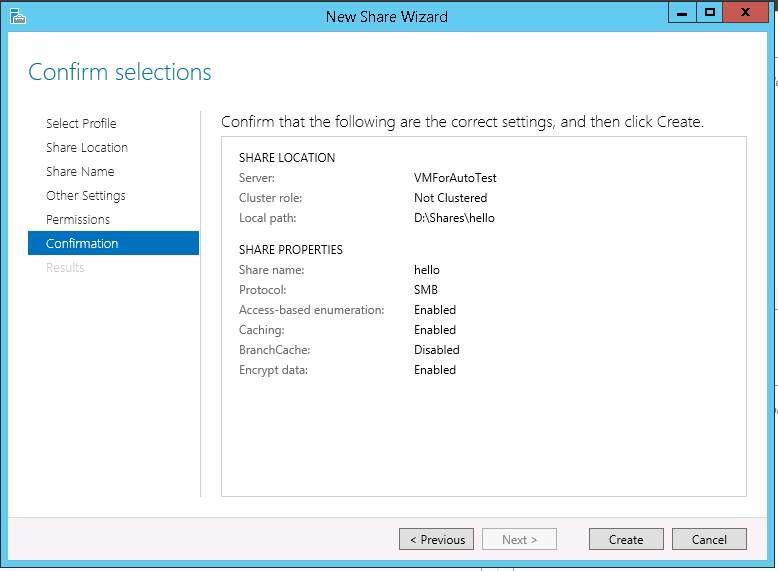 New Share Wizard
Confirm selections
Select Profile
Share Location
Share Name
Other Settings
Permissions
Confirmation
Results
Confirm that the following are the correct settings, and then click Create.
SHARE LOCATION
Server: VMForAutoTest
Cluster role: Not Clustered
Local path: D:\Shares\hello
SHARE PROPERTIES
Share name: hello
Protocol: SMB
Access-based enumeration: Enabled
Caching: Enabled
BranchCache: Disabled
Encrypt data: Enabled
< Previous Next > Create Cancel